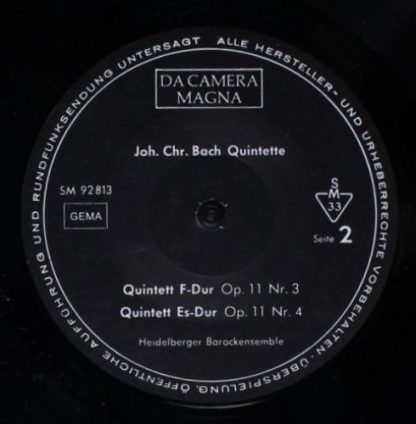 ALLE HERSTELLER- UND URHEBERRECHTE VORBEHALTEN · ÜBERSPIELUNG, ÖFFENTLICHE AUFFÜHRUNG UND RUNDFUNKSENDUNG UNTERSAGT
DA CAMERA
MAGNA
Joh. Chr. Bach Quintette
SM 92813
GEMA
S
M
33
Seite 2
Quintett F-Dur Op. 11 Nr. 3
Quintett Es-Dur Op. 11 Nr. 4
Heidelberger Barockensemble